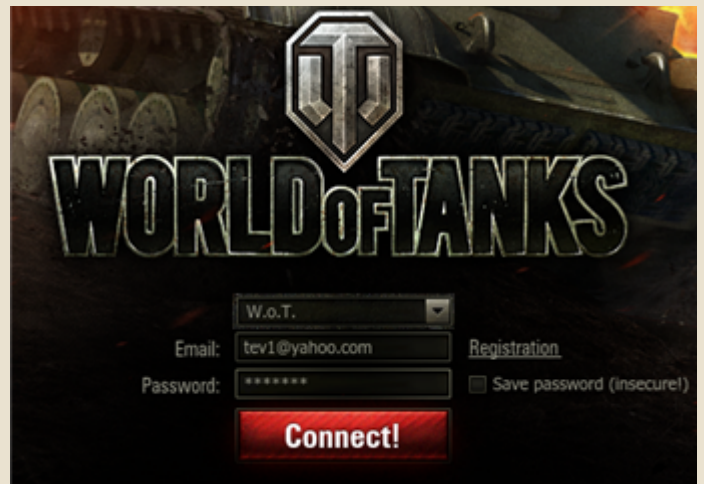 WORLD OF TANKS
W.o.T.
Email: tev1@yahoo.com Registration
Password: ******* Save password (insecure!)
Connect!